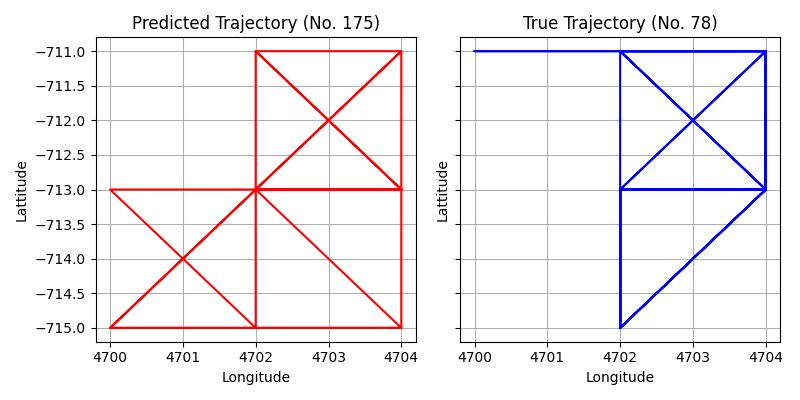 Predicted Trajectory (No. 175)
True Trajectory (No. 78)
−711.0
−711.5
−712.0
−712.5
−713.0
−713.5
−714.0
−714.5
−715.0
Lattitude
Lattitude
4700 4701 4702 4703 4704
4700 4701 4702 4703 4704
Longitude
Longitude